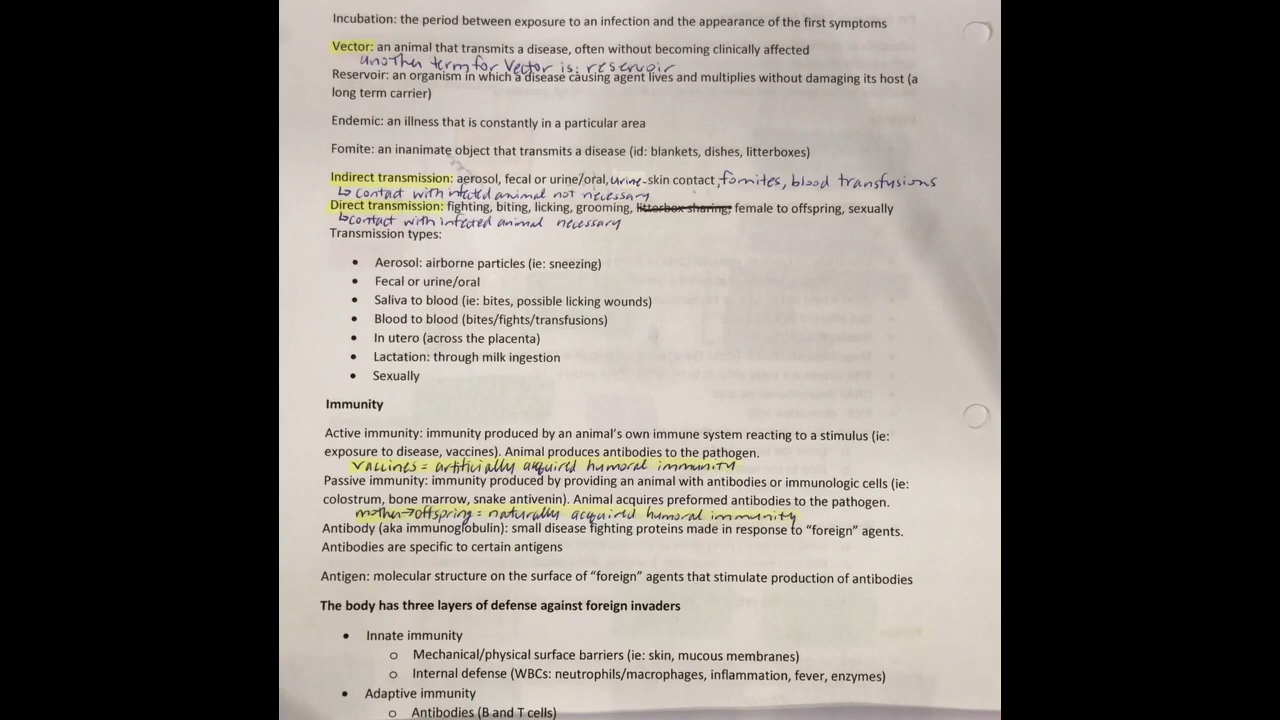 Incubation: the period between exposure to an infection and the appearance of the first symptoms
Vector: an animal that transmits a disease, often without becoming clinically affected
another term for Vector is: reservoir
Reservoir: an organism in which a disease causing agent lives and multiplies without damaging its host (a
long term carrier)
Endemic: an illness that is constantly in a particular area
Fomite: an inanimate object that transmits a disease (id: blankets, dishes, litterboxes)
Indirect transmission: aerosol, fecal or urine/oral, urine-skin contact, fomites, blood transfusions
↳ contact with infected animal not necessary
Direct transmission: fighting, biting, licking, grooming, litterbox sharing, female to offspring, sexually
↳ contact with infected animal necessary
Transmission types:
• Aerosol: airborne particles (ie: sneezing)
• Fecal or urine/oral
• Saliva to blood (ie: bites, possible licking wounds)
• Blood to blood (bites/fights/transfusions)
• In utero (across the placenta)
• Lactation: through milk ingestion
• Sexually
Immunity
Active immunity: immunity produced by an animal's own immune system reacting to a stimulus (ie:
exposure to disease, vaccines). Animal produces antibodies to the pathogen.
vaccines = artificially acquired humoral immunity
Passive immunity: immunity produced by providing an animal with antibodies or immunologic cells (ie:
colostrum, bone marrow, snake antivenin). Animal acquires preformed antibodies to the pathogen.
mother→offspring = naturally acquired humoral immunity
Antibody (aka immunoglobulin): small disease fighting proteins made in response to "foreign" agents.
Antibodies are specific to certain antigens
Antigen: molecular structure on the surface of "foreign" agents that stimulate production of antibodies
The body has three layers of defense against foreign invaders
• Innate immunity
o Mechanical/physical surface barriers (ie: skin, mucous membranes)
o Internal defense (WBCs: neutrophils/macrophages, inflammation, fever, enzymes)
• Adaptive immunity
o Antibodies (B and T cells)